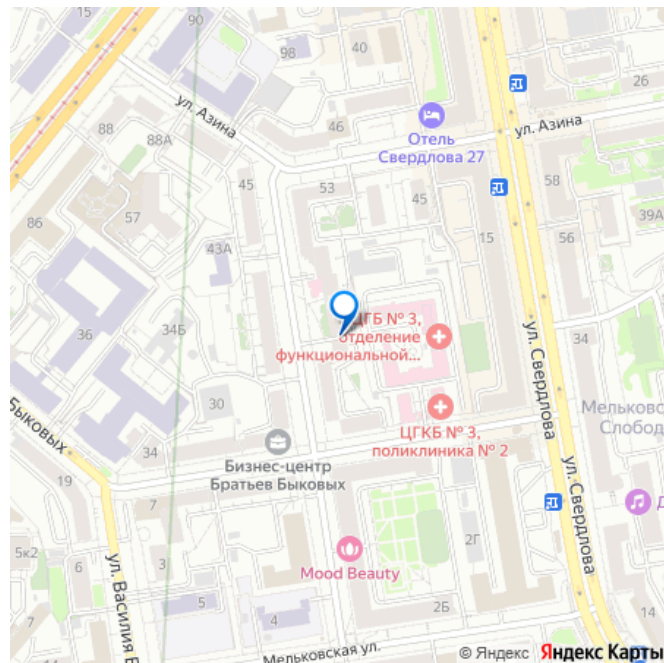 15
90
98
40
26
ул. Азина
88
88А
46
Отель
Свердлова 27
ул. Азина
45
53
45
58
86
57
43А
15
56
39А
36
34Б
ЦГБ № 3,
отделение
функциональной...
ул. Свердлова
34
30
Мельковс
Слобод
Быковых
34
ЦГКБ № 3,
поликлиника № 2
Бизнес-центр
Братьев Быковых
19
7
7
ул. Свердлова
Д
5к2
6
3
2Г
ул. Василия Е
Mood Beauty
5
4
2Б
14
Мельковская ул.
© Яндекс Яндекс Карты